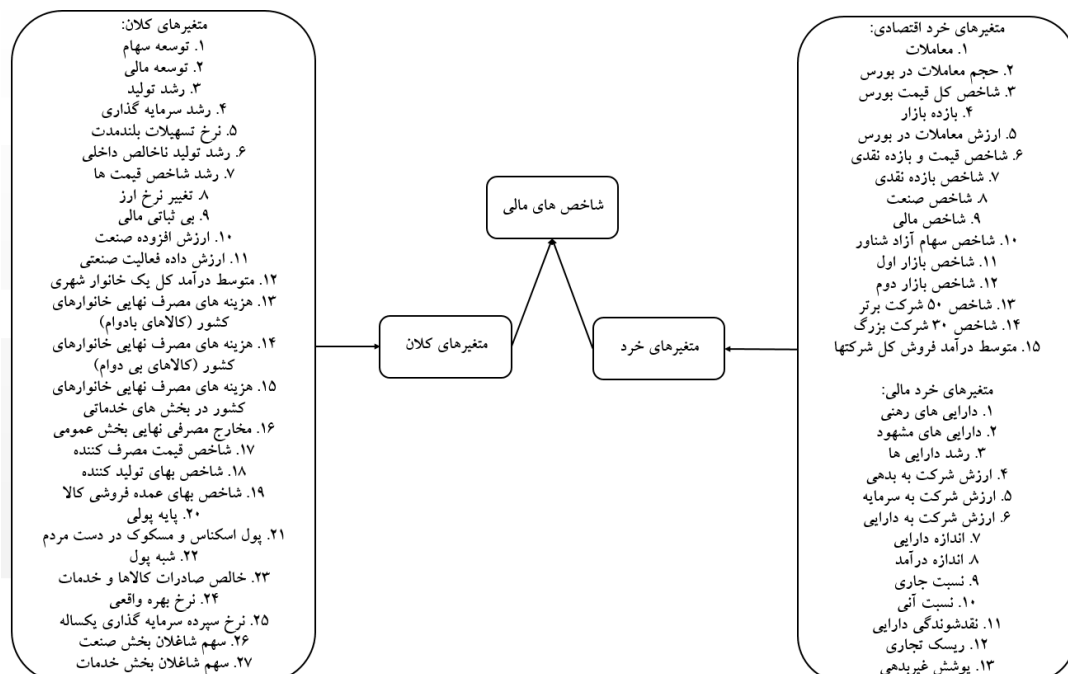 متغیرهای خرد اقتصادی:
۱. معاملات
۲. حجم معاملات در بورس
۳. شاخص کل قیمت بورس
۴. بازده بازار
۵. ارزش معاملات در بورس
۶. شاخص قیمت و بازده نقدی
۷. شاخص بازده نقدی
۸. شاخص صنعت
۹. شاخص مالی
۱۰. شاخص سهام آزاد شناور
۱۱. شاخص بازار اول
۱۲. شاخص بازار دوم
۱۳. شاخص ۵۰ شرکت برتر
۱۴. شاخص ۳۰ شرکت بزرگ
۱۵. متوسط درآمد فروش کل شرکتها
متغیرهای خرد مالی:
۱. دارایی های رهنی
۲. دارایی های مشهود
۳. رشد دارایی ها
۴. ارزش شرکت به بدهی
۵. ارزش شرکت به سرمایه
۶. ارزش شرکت به دارایی
۷. اندازه دارایی
۸. اندازه درآمد
۹. نسبت جاری
۱۰. نسبت آنی
۱۱. نقدشوندگی دارایی
۱۲. ریسک تجاری
۱۳. پوشش غیربدهی
شاخص های مالی
متغیرهای خرد
متغیرهای کلان
متغیرهای کلان:
۱. توسعه سهام
۲. توسعه مالی
۳. رشد تولید
۴. رشد سرمایه گذاری
۵. نرخ تسهیلات بلندمدت
۶. رشد تولید ناخالص داخلی
۷. رشد شاخص قیمت ها
۸. تغییر نرخ ارز
۹. بی ثباتی مالی
۱۰. ارزش افزوده صنعت
۱۱. ارزش داده فعالیت صنعتی
۱۲. متوسط درآمد کل یک خانوار شهری
۱۳. هزینه های مصرف نهایی خانوارهای
کشور (کالاهای بادوام)
۱۴. هزینه های مصرف نهایی خانوارهای
کشور (کالاهای بی دوام)
۱۵. هزینه های مصرف نهایی خانوارهای
کشور در بخش های خدماتی
۱۶. مخارج مصرفی نهایی بخش عمومی
۱۷. شاخص قیمت مصرف کننده
۱۸. شاخص بهای تولید کننده
۱۹. شاخص بهای عمده فروشی کالا
۲۰. پایه پولی
۲۱. پول اسکناس و مسکوک در دست مردم
۲۲. شبه پول
۲۳. خالص صادرات کالاها و خدمات
۲۴. نرخ بهره واقعی
۲۵. نرخ سپرده سرمایه گذاری یکساله
۲۶. سهم شاغلان بخش صنعت
۲۷. سهم شاغلان بخش خدمات